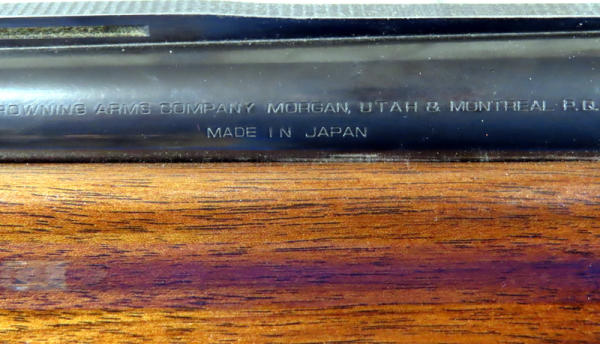 ROWNING ARMS COMPANY MORGAN, UTAH & MONTREAL P.Q.
MADE IN JAPAN